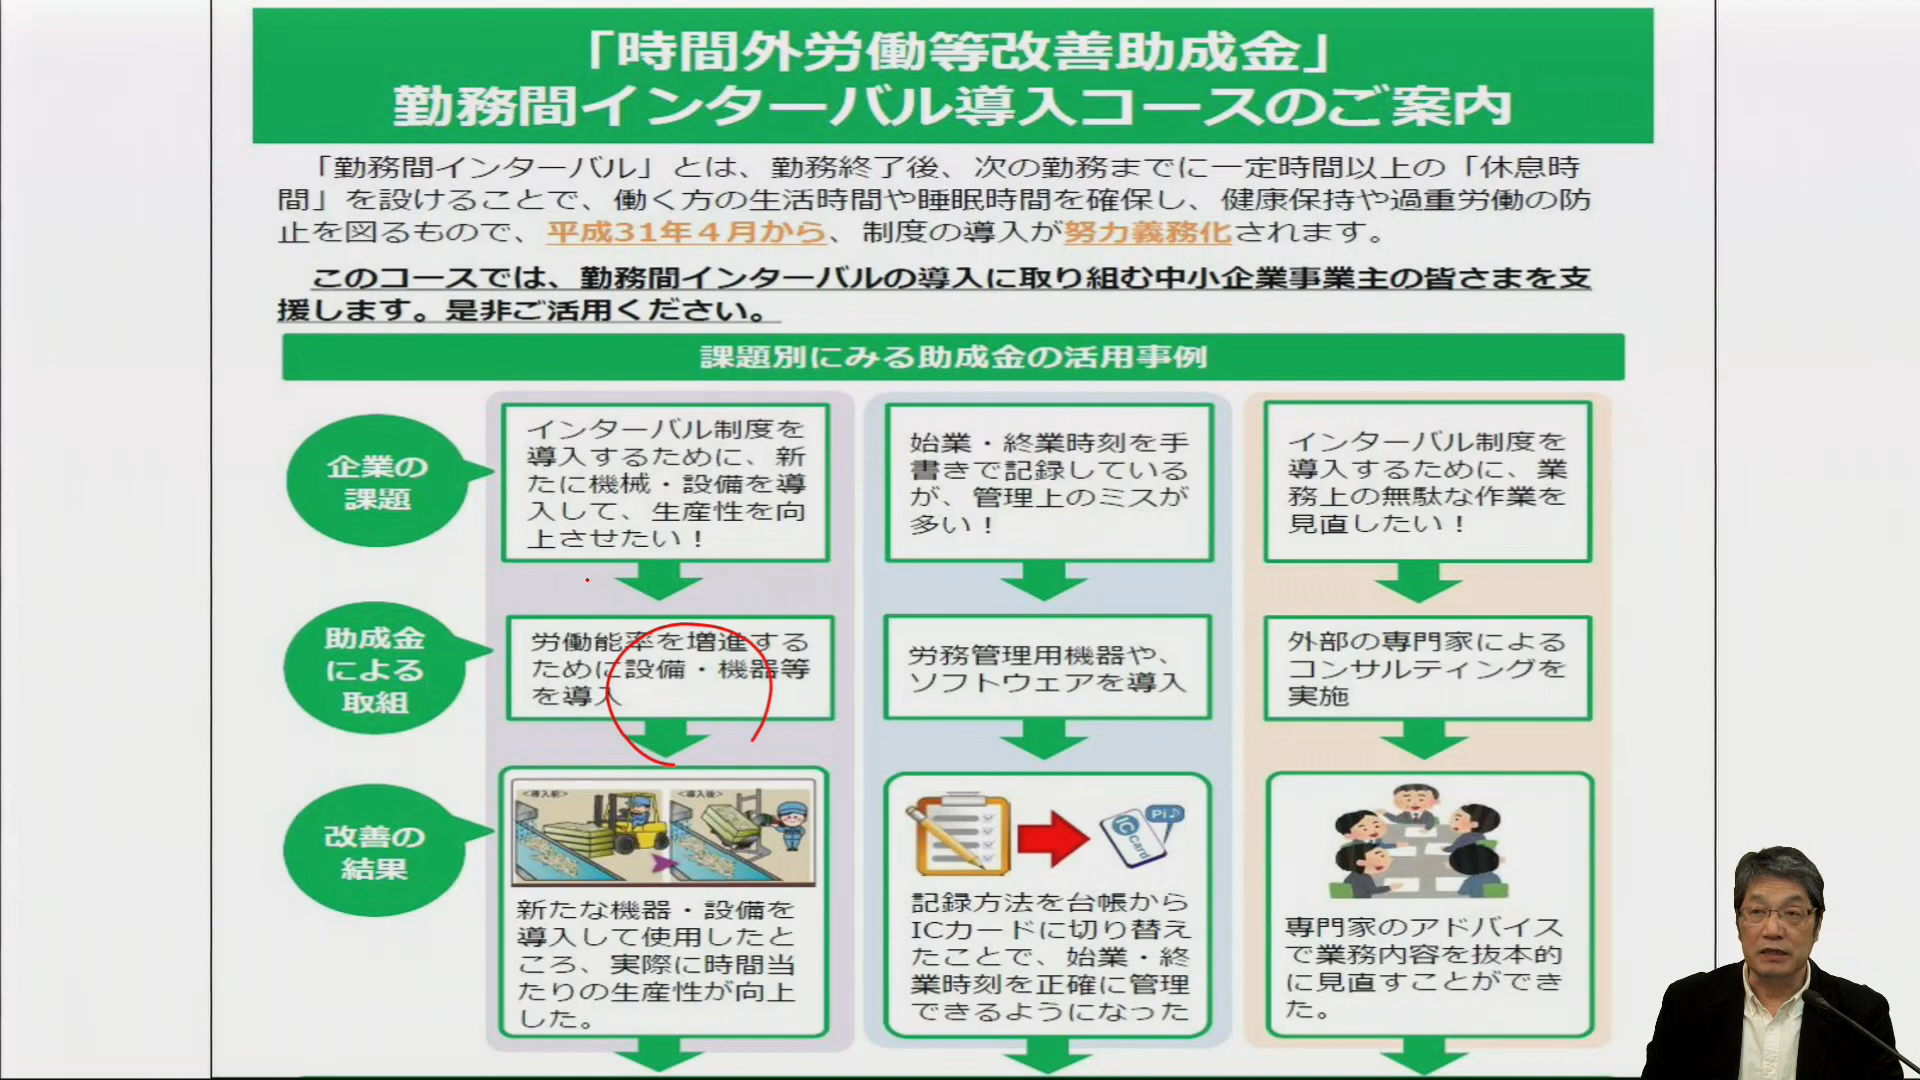 「時間外労働等改善助成金」
勤務間インターバル導入コースのご案内
「勤務間インターバル」とは、勤務終了後、次の勤務までに一定時間以上の「休息時
間」を設けることで、働く方の生活時間や睡眠時間を確保し、健康保持や過重労働の防
止を図るもので、平成31年４月から、制度の導入が努力義務化されます。
このコースでは、勤務間インターバルの導入に取り組む中小企業事業主の皆さまを支
援します。是非ご活用ください。
課題別にみる助成金の活用事例
企業の
課題
インターバル制度を
導入するために、新
たに機械・設備を導
入して、生産性を向
上させたい！
始業・終業時刻を手
書きで記録している
が、管理上のミスが
多い！
インターバル制度を
導入するために、業
務上の無駄な作業を
見直したい！
助成金
による
取組
労働能率を増進する
ために設備・機器等
を導入
労務管理用機器や、
ソフトウェアを導入
外部の専門家による
コンサルティングを
実施
改善の
結果
＜導入前＞
＜導入後＞
新たな機器・設備を
導入して使用したと
ころ、実際に時間当
たりの生産性が向上
した。
IC
Card
Pi♪
記録方法を台帳から
ICカードに切り替え
たことで、始業・終
業時刻を正確に管理
できるようになった
専門家のアドバイス
で業務内容を抜本的
に見直すことができ
た。